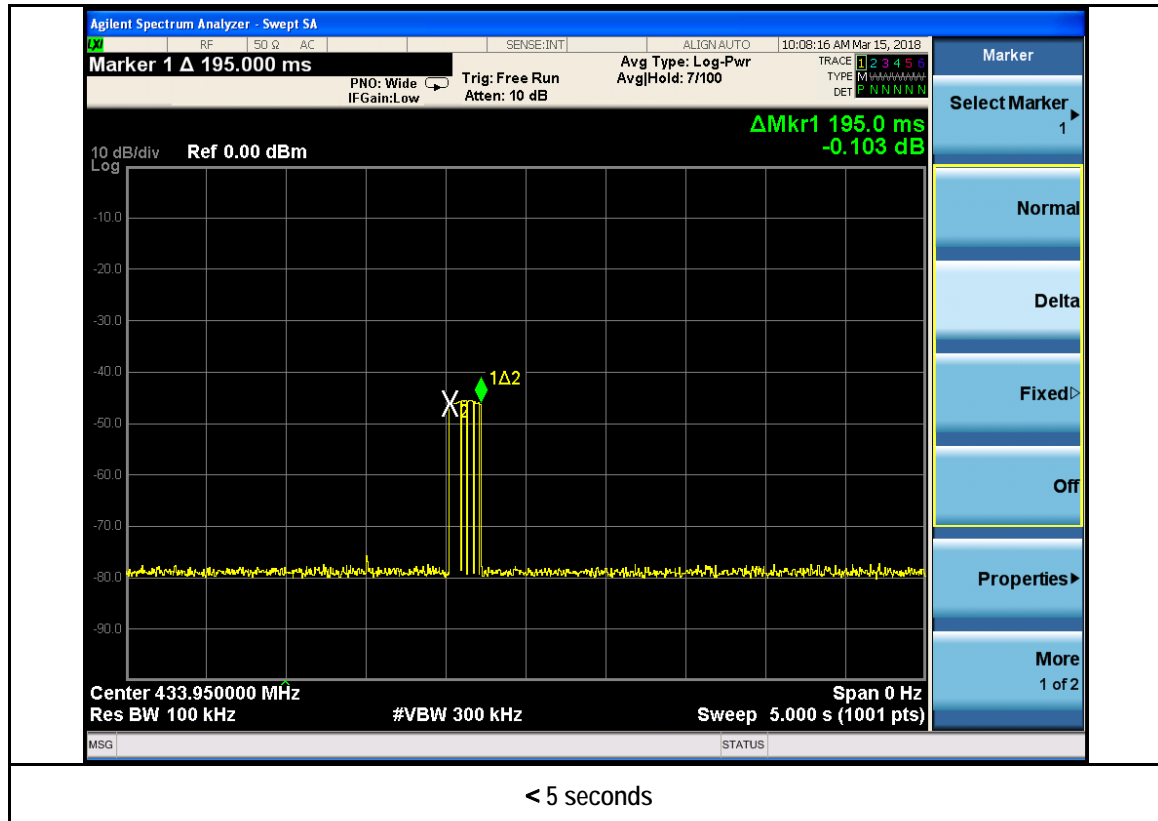 Agilent Spectrum Analyzer - Swept SA
LXI RF 50 Ω AC SENSE:INT ALIGN AUTO 10:08:16 AM Mar 15, 2018
Marker 1 Δ 195.000 ms
PNO: Wide
IFGain:Low
Trig: Free Run
Atten: 10 dB
Avg Type: Log-Pwr
Avg|Hold: 7/100
TRACE 1 2 3 4 5 6
TYPE M
DET P N N N N N
ΔMkr1 195.0 ms
-0.103 dB
10 dB/div Ref 0.00 dBm
Log
-10.0
-20.0
-30.0
-40.0
-50.0
-60.0
-70.0
-80.0
-90.0
1Δ2
2
Center 433.950000 MHz Span 0 Hz
Res BW 100 kHz #VBW 300 kHz Sweep 5.000 s (1001 pts)
MSG STATUS
Marker
Select Marker
1
Normal
Delta
Fixed
Off
Properties
More
1 of 2
< 5 seconds